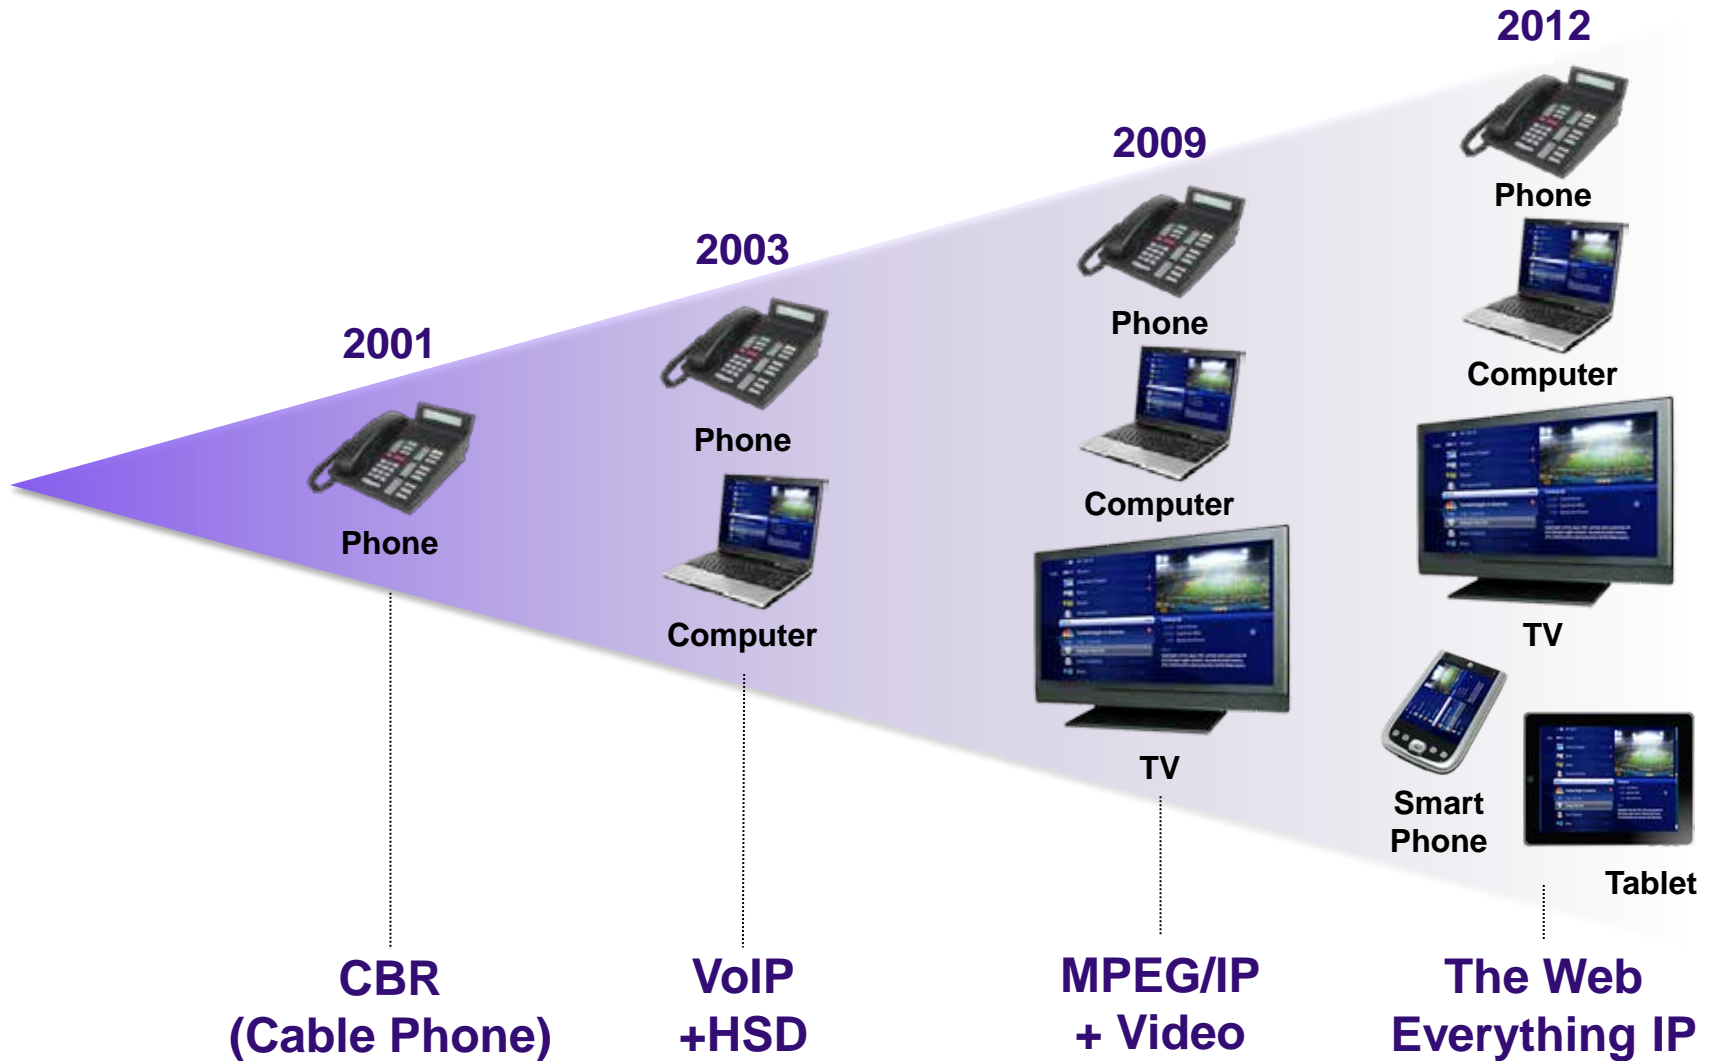 2001
Phone
CBR
(Cable Phone)
2003
Phone
Computer
VoIP
+HSD
2009
Phone
Computer
TV
MPEG/IP
+ Video
2012
Phone
Computer
TV
Smart
Phone
Tablet
The Web
Everything IP